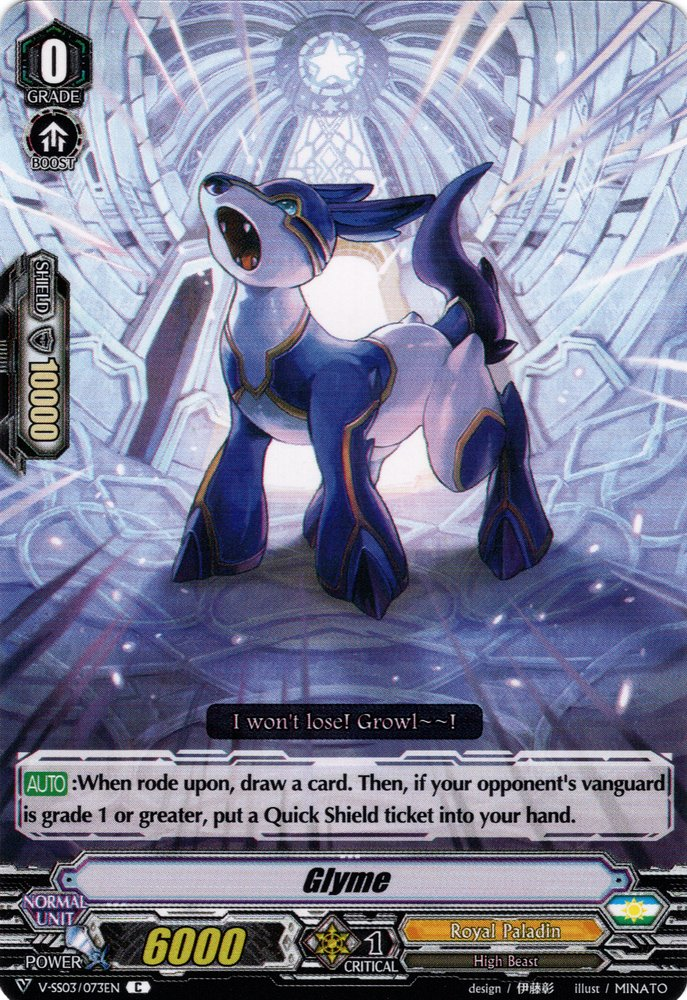 0
GRADE
BOOST
SHIELD
10000
I won't lose! Growl~~!
AUTO :When rode upon, draw a card. Then, if your opponent's vanguard
is grade 1 or greater, put a Quick Shield ticket into your hand.
Glyme
NORMAL
UNIT
POWER 6000
1
CRITICAL
Royal Paladin
High Beast
V-SS03/073EN C
design / 伊藤彰 illust / MINATO